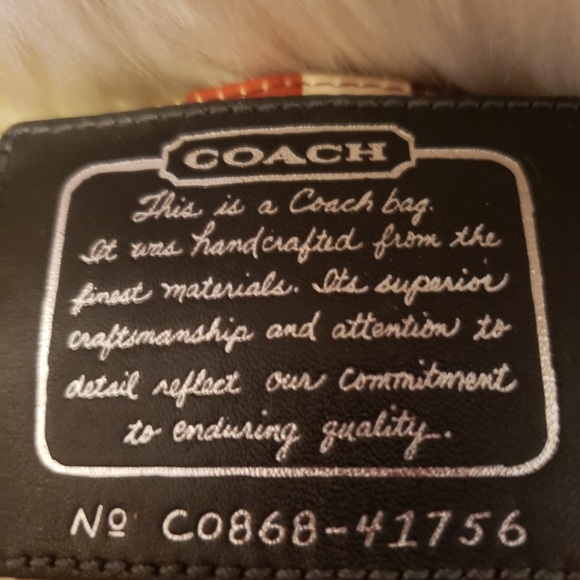 COACH
This is a Coach bag.
It was handcrafted from the
finest materials. Its superior
craftsmanship and attention to
detail reflect our commitment
to enduring quality.
Nº C0868-41756